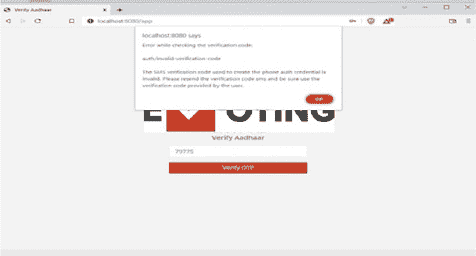 Verify Aadhaar
localhost:8080/app
localhost:8080 says
Error while checking the verification code:
auth/invalid-verification-code
The SMS verification code used to create the phone auth credential is
invalid. Please resend the verification code sms and be sure use the
verification code provided by the user.
OK
E VOTING
Verify Aadhaar
79775
Verify OTP